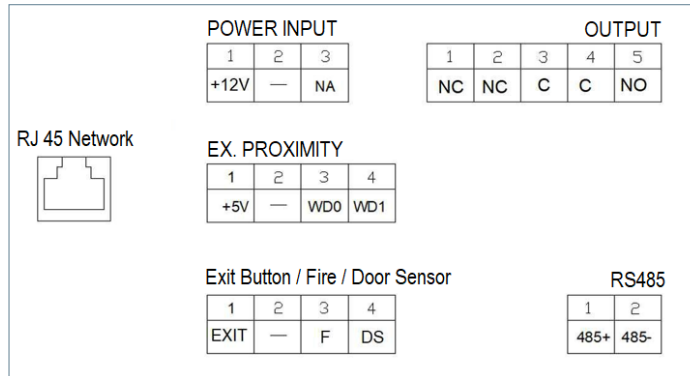 POWER INPUT
1 2 3
+12V — NA
OUTPUT
1 2 3 4 5
NC NC C C NO
RJ 45 Network
EX. PROXIMITY
1 2 3 4
+5V — WD0 WD1
Exit Button / Fire / Door Sensor
1 2 3 4
EXIT — F DS
RS485
1 2
485+ 485-